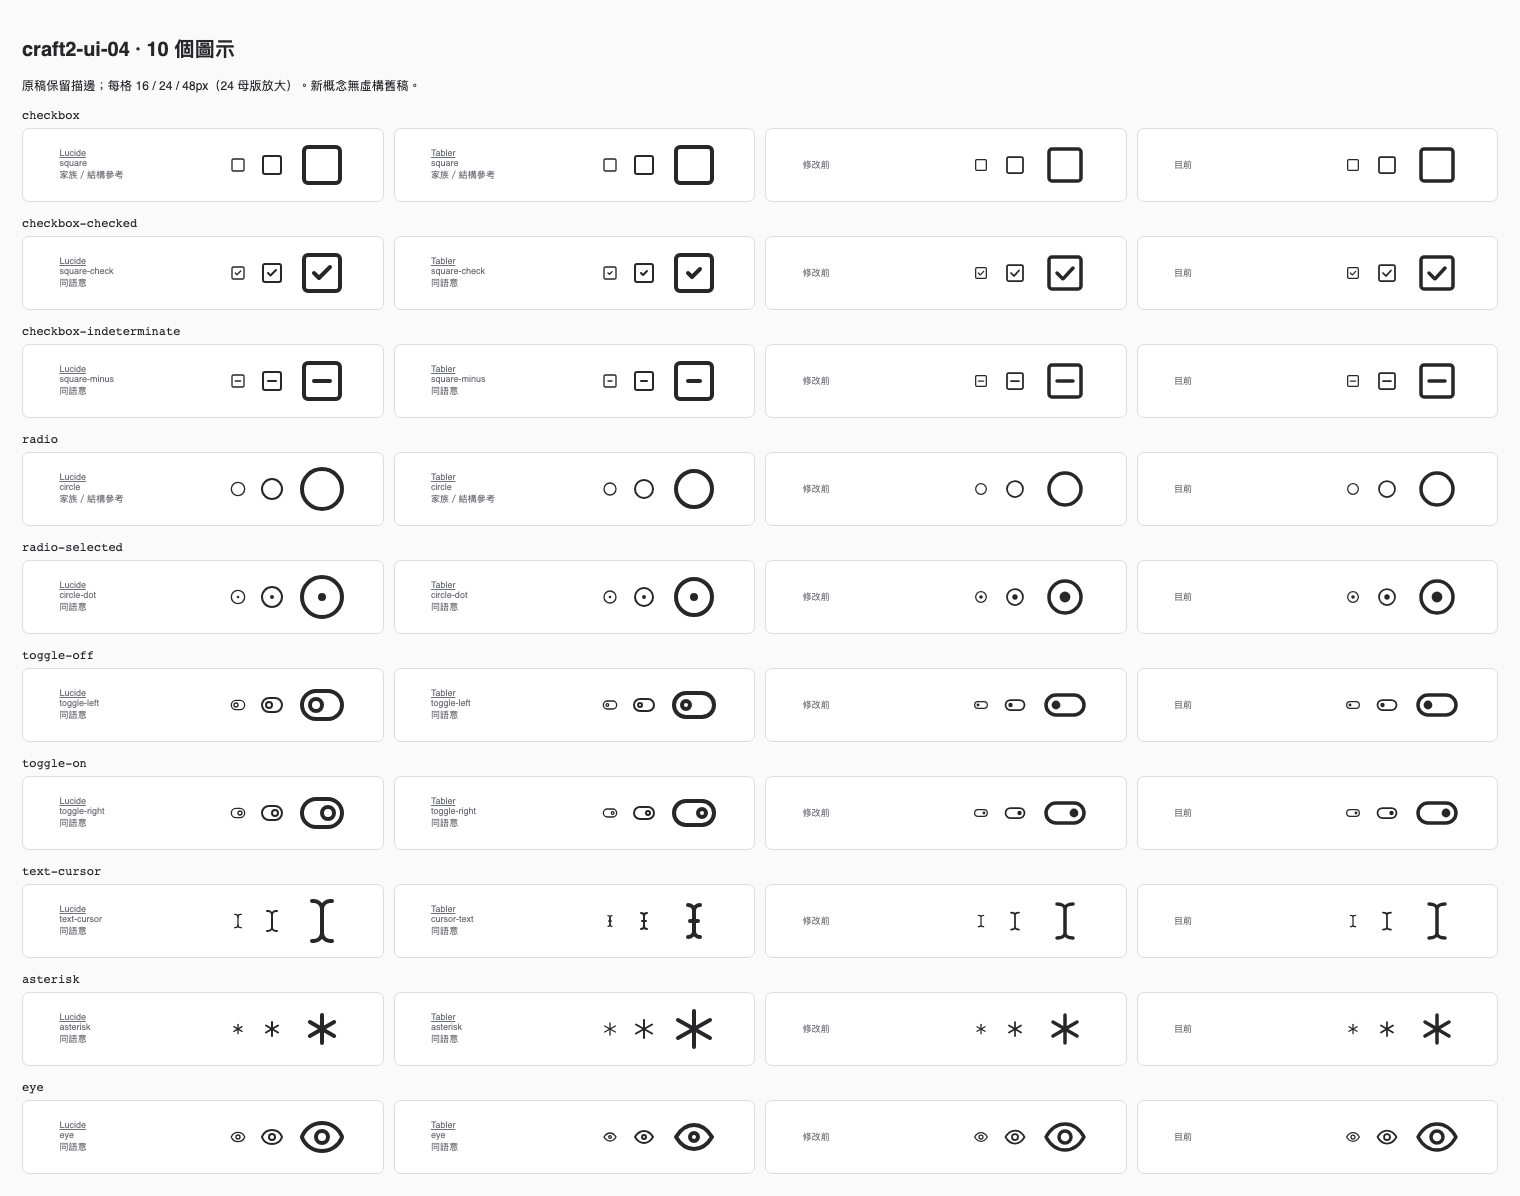 craft2-ui-04 · 10 個圖示
原稿保留描邊；每格 16 / 24 / 48px（24 母版放大）。新概念無虛構舊稿。
checkbox
Lucide
square
家族 / 結構參考
Tabler
square
家族 / 結構參考
修改前
目前
checkbox-checked
Lucide
square-check
同語意
Tabler
square-check
同語意
修改前
目前
checkbox-indeterminate
Lucide
square-minus
同語意
Tabler
square-minus
同語意
修改前
目前
radio
Lucide
circle
家族 / 結構參考
Tabler
circle
家族 / 結構參考
修改前
目前
radio-selected
Lucide
circle-dot
同語意
Tabler
circle-dot
同語意
修改前
目前
toggle-off
Lucide
toggle-left
同語意
Tabler
toggle-left
同語意
修改前
目前
toggle-on
Lucide
toggle-right
同語意
Tabler
toggle-right
同語意
修改前
目前
text-cursor
Lucide
text-cursor
同語意
Tabler
cursor-text
同語意
修改前
目前
asterisk
Lucide
asterisk
同語意
Tabler
asterisk
同語意
修改前
目前
eye
Lucide
eye
同語意
Tabler
eye
同語意
修改前
目前